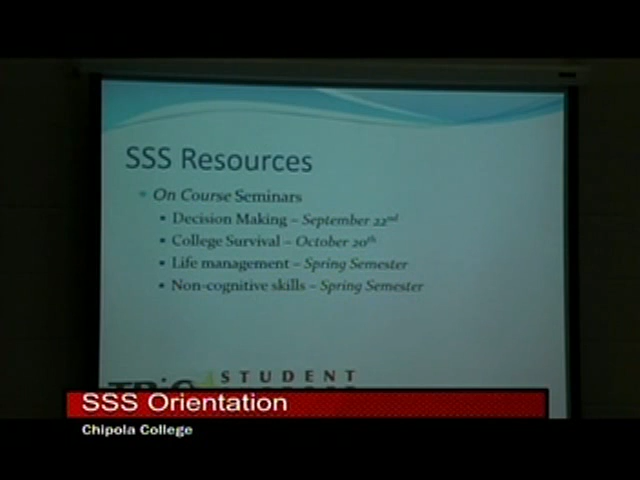 SSS Resources
On Course Seminars
Decision Making – September 22nd
College Survival – October 20th
Life management – Spring Semester
Non-cognitive skills – Spring Semester
STUDENT
SSS Orientation
Chipola College